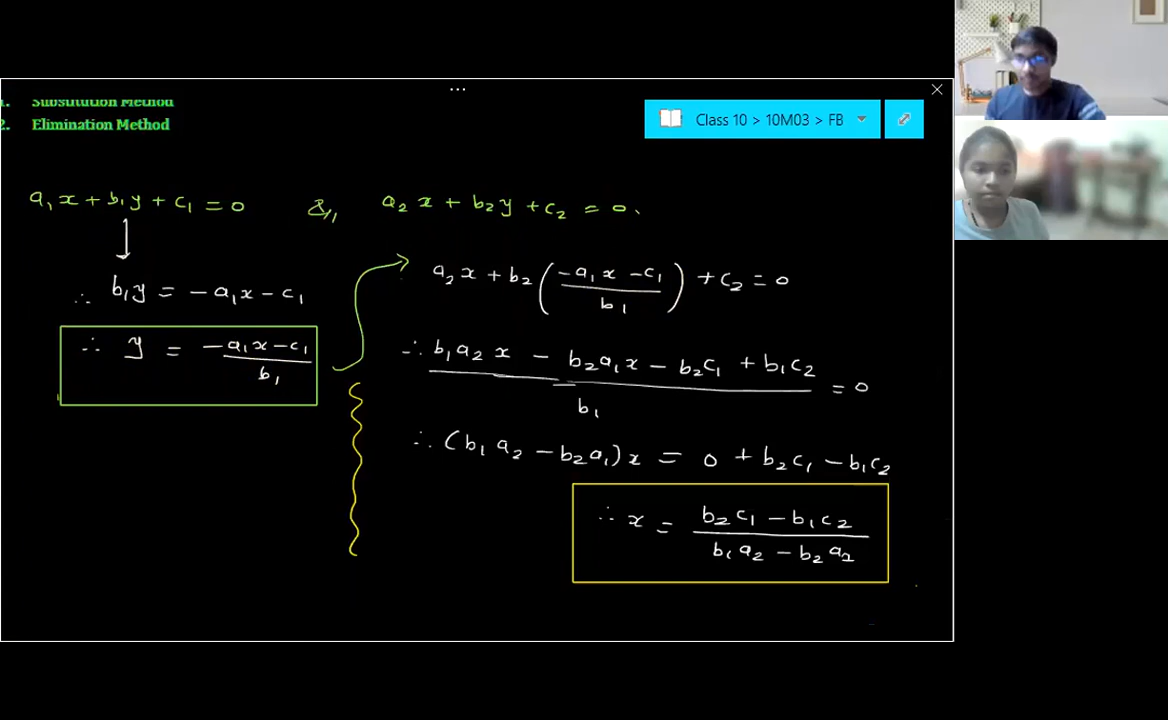 1. Substitution Method
2. Elimination Method
Class 10 > 10M03 > FB
a₁x + b₁y + c₁ = 0 & a₂x + b₂y + c₂ = 0.
∴ b₁y = -a₁x - c₁
∴ y = (-a₁x - c₁)/b₁
a₂x + b₂((-a₁x - c₁)/b₁) + c₂ = 0
∴ (b₁a₂x - b₂a₁x - b₂c₁ + b₁c₂)/b₁ = 0
∴ (b₁a₂ - b₂a₁)x = 0 + b₂c₁ - b₁c₂
∴ x = (b₂c₁ - b₁c₂)/(b₁a₂ - b₂a₂)